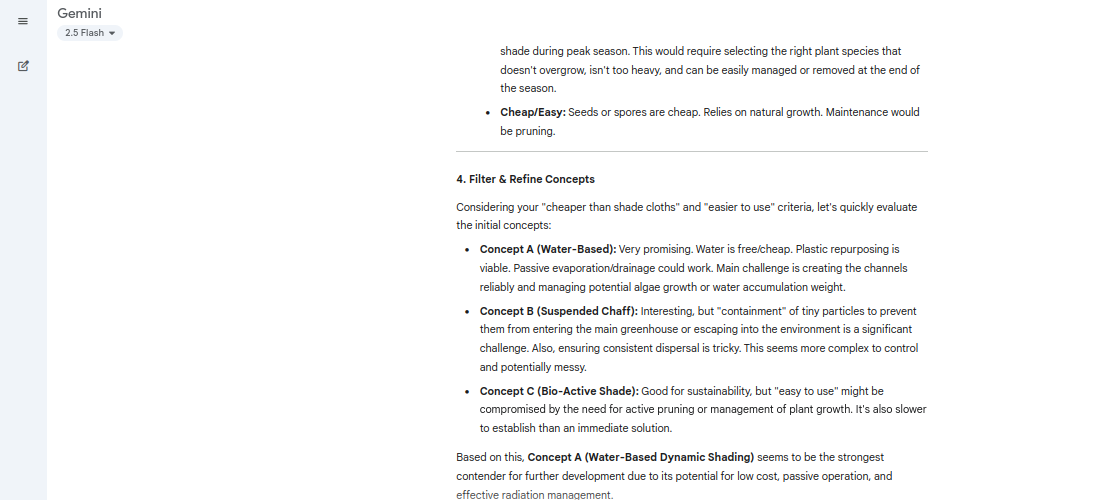 Gemini
2.5 Flash
shade during peak season. This would require selecting the right plant species that
doesn't overgrow, isn't too heavy, and can be easily managed or removed at the end of
the season.
• Cheap/Easy: Seeds or spores are cheap. Relies on natural growth. Maintenance would
be pruning.
4. Filter & Refine Concepts
Considering your "cheaper than shade cloths" and "easier to use" criteria, let's quickly evaluate
the initial concepts:
• Concept A (Water-Based): Very promising. Water is free/cheap. Plastic repurposing is
viable. Passive evaporation/drainage could work. Main challenge is creating the channels
reliably and managing potential algae growth or water accumulation weight.
• Concept B (Suspended Chaff): Interesting, but "containment" of tiny particles to prevent
them from entering the main greenhouse or escaping into the environment is a significant
challenge. Also, ensuring consistent dispersal is tricky. This seems more complex to control
and potentially messy.
• Concept C (Bio-Active Shade): Good for sustainability, but "easy to use" might be
compromised by the need for active pruning or management of plant growth. It's also slower
to establish than an immediate solution.
Based on this, Concept A (Water-Based Dynamic Shading) seems to be the strongest
contender for further development due to its potential for low cost, passive operation, and
effective radiation management.